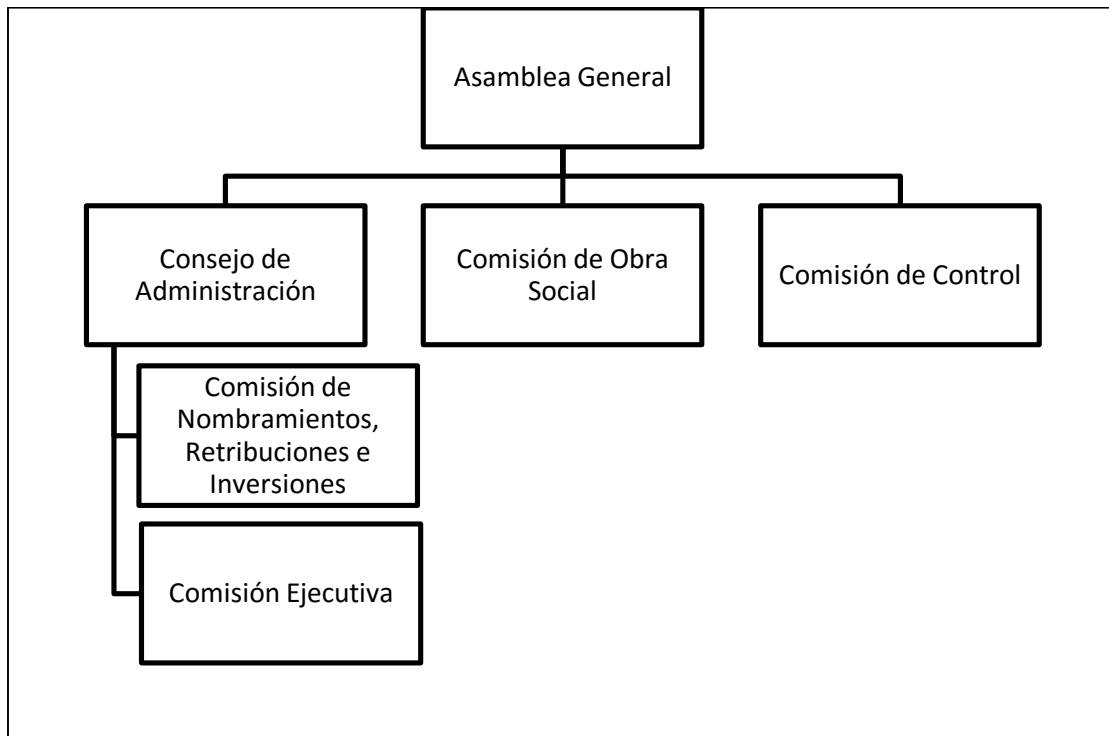 Asamblea General
Consejo de
Administración
Comisión de Obra
Social
Comisión de Control
Comisión de
Nombramientos,
Retribuciones e
Inversiones
Comisión Ejecutiva